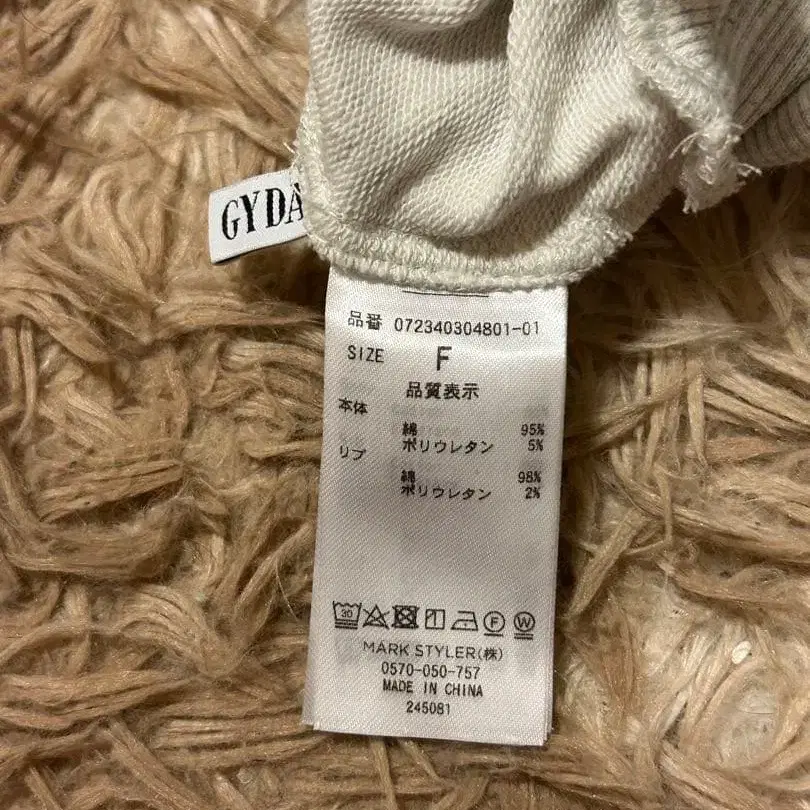 GYDA
品番 072340304801-01
SIZE F
品質表示
本体
綿 95%
ポリウレタン 5%
リブ
綿 98%
ポリウレタン 2%
30 F W
MARK STYLER(株)
0570-050-757
MADE IN CHINA
245081